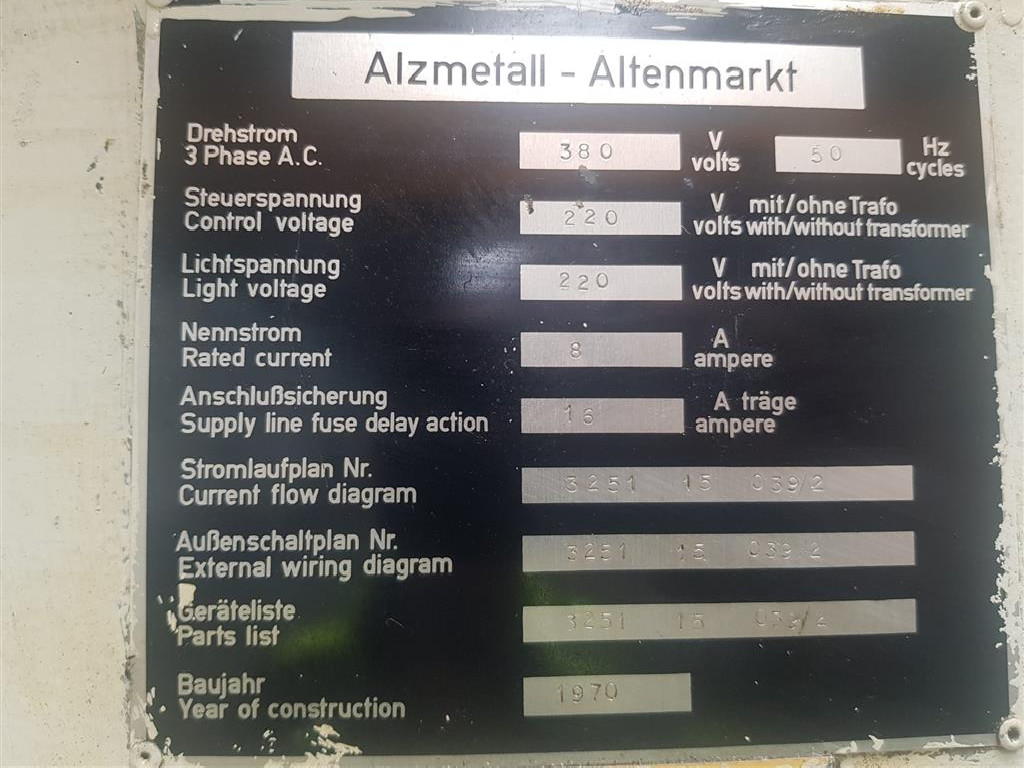 Alzmetall - Altenmarkt
Drehstrom
3 Phase A.C.
380
V
volts
50
Hz
cycles
Steuerspannung
Control voltage
220
V mit/ohne Trafo
volts with/without transformer
Lichtspannung
Light voltage
220
V mit/ohne Trafo
volts with/without transformer
Nennstrom
Rated current
8
A
ampere
Anschlußsicherung
Supply line fuse delay action
16
A träge
ampere
Stromlaufplan Nr.
Current flow diagram
3251 15 039/2
Außenschaltplan Nr.
External wiring diagram
3251 15 039/2
Geräteliste
Parts list
3251 15 039/2
Baujahr
Year of construction
1970